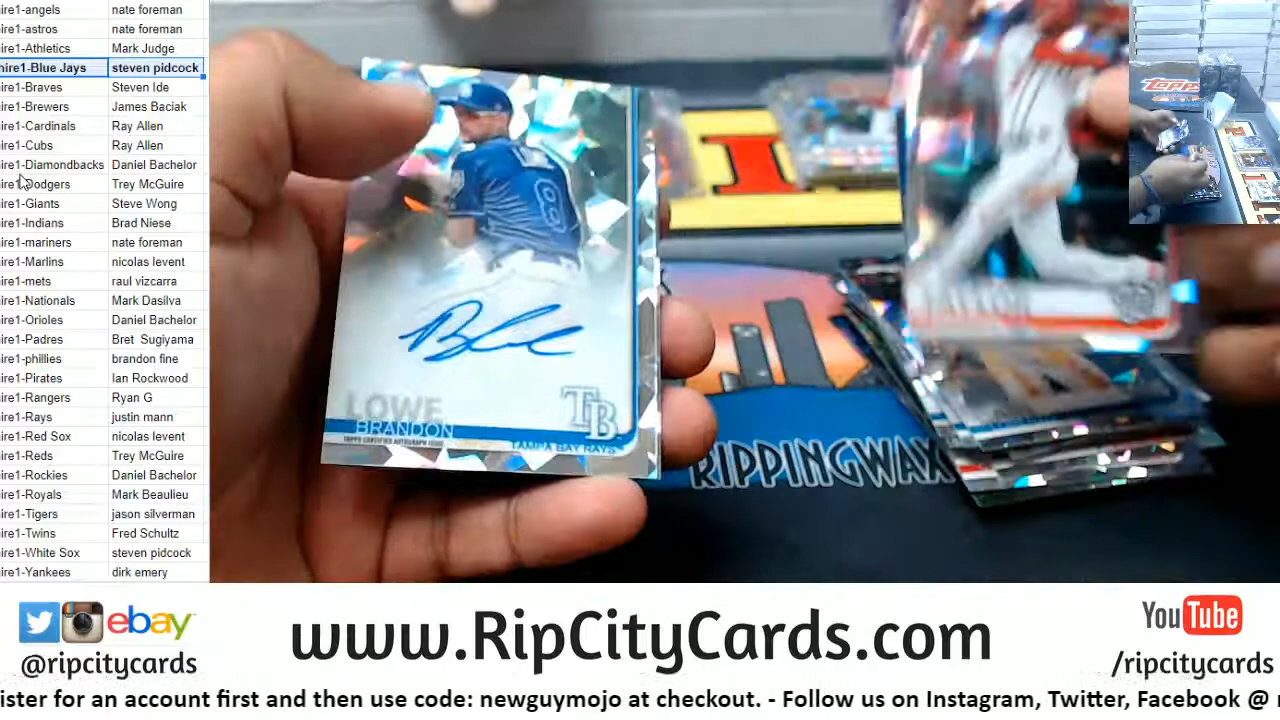 ire1-angels nate foreman
ire1-astros nate foreman
ire1-Athletics Mark Judge
hire1-Blue Jays steven pidcock
ire1-Braves Steven Ide
ire1-Brewers James Baciak
ire1-Cardinals Ray Allen
ire1-Cubs Ray Allen
ire1-Diamondbacks Daniel Bachelor
ire1-Dodgers Trey McGuire
ire1-Giants Steve Wong
ire1-Indians Brad Niese
ire1-mariners nate foreman
ire1-Marlins nicolas levent
ire1-mets raul vizcarra
ire1-Nationals Mark Dasilva
ire1-Orioles Daniel Bachelor
ire1-Padres Bret Sugiyama
ire1-phillies brandon fine
ire1-Pirates Ian Rockwood
ire1-Rangers Ryan G
ire1-Rays justin mann
ire1-Red Sox nicolas levent
ire1-Reds Trey McGuire
ire1-Rockies Daniel Bachelor
ire1-Royals Mark Beaulieu
ire1-Tigers jason silverman
ire1-Twins Fred Schultz
ire1-White Sox steven pidcock
ire1-Yankees dirk emery
8
LOWE
BRANDON
TOPPS CERTIFIED AUTOGRAPH ISSUE
TB
TAMPA BAY RAYS
I
RIPPINGWAX
TOPPS
ebay
@ripcitycards
www.RipCityCards.com
YouTube
/ripcitycards
ister for an account first and then use code: newguymojo at checkout. - Follow us on Instagram, Twitter, Facebook @